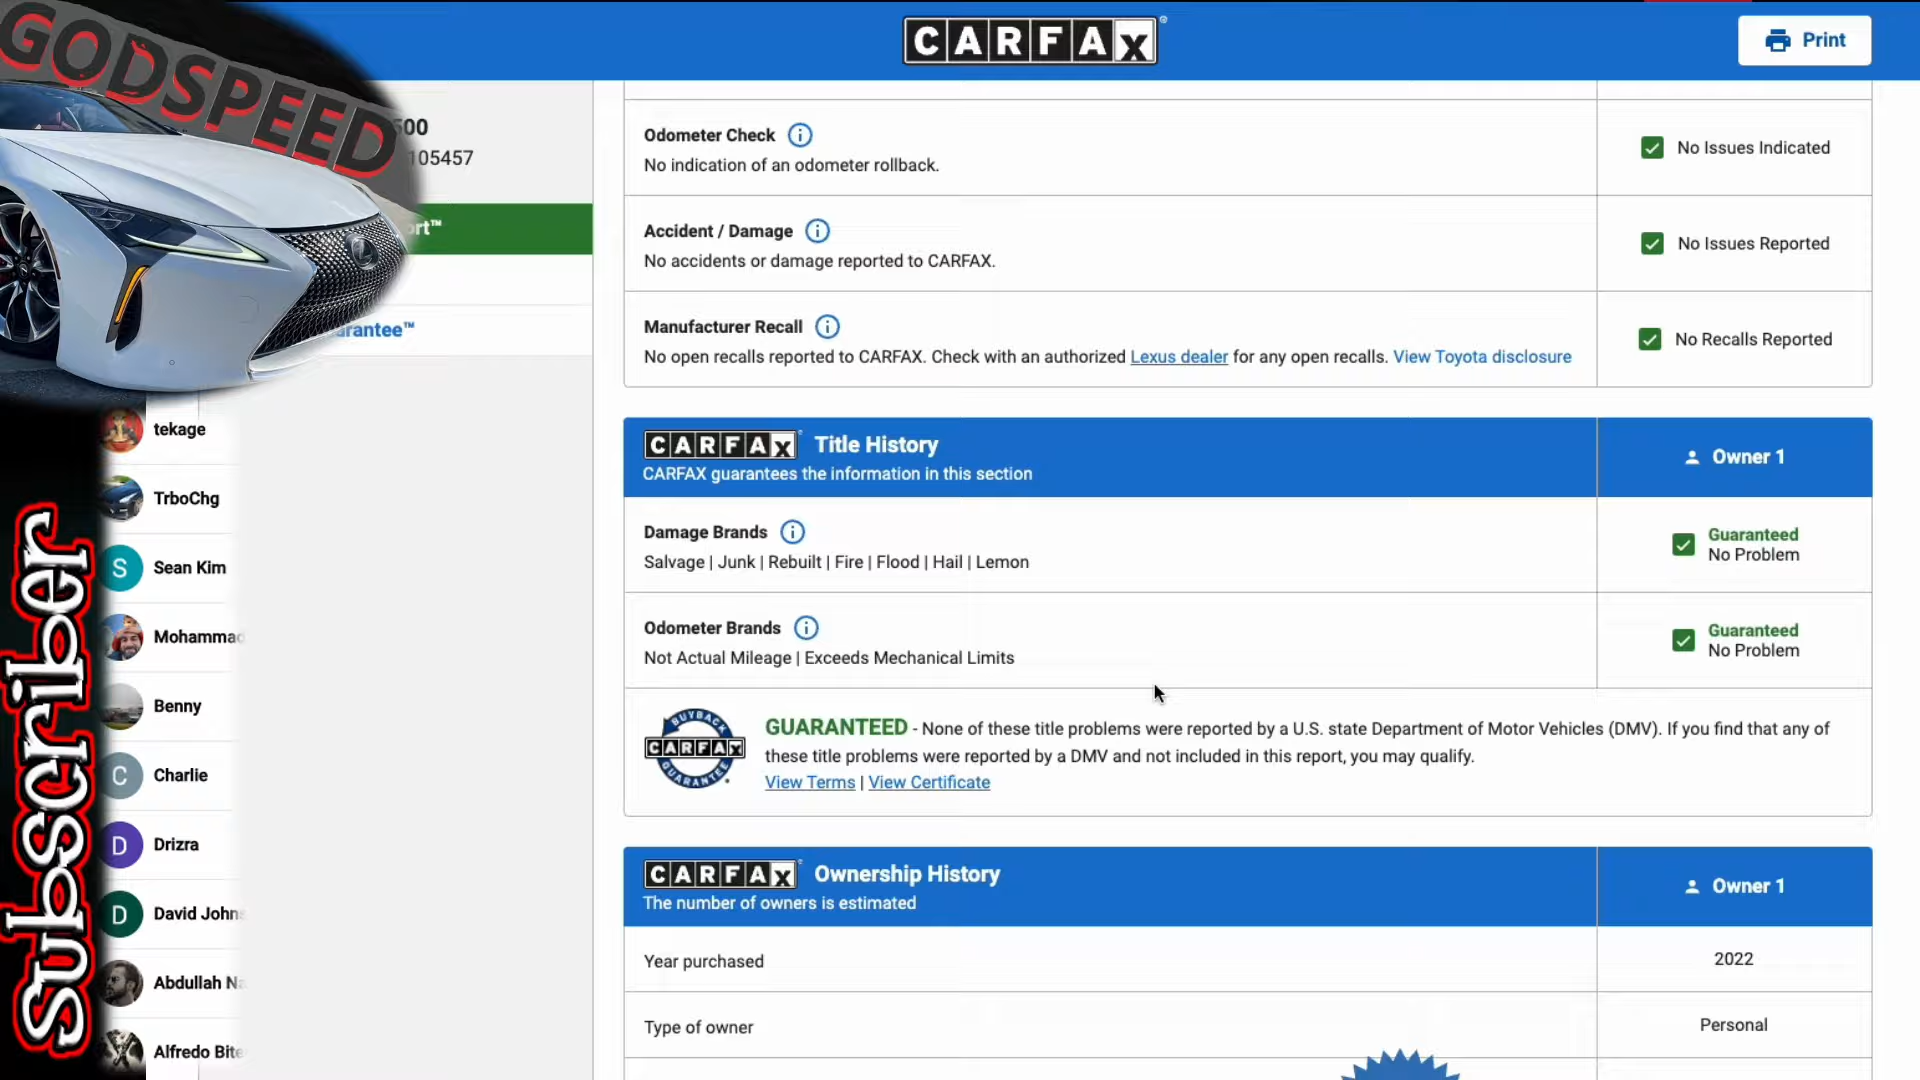 GODSPEED
CARFAX
Print
500
105457
ort™
arantee™
Odometer Check
No indication of an odometer rollback.
No Issues Indicated
Accident / Damage
No accidents or damage reported to CARFAX.
No Issues Reported
Manufacturer Recall
No open recalls reported to CARFAX. Check with an authorized Lexus dealer for any open recalls. View Toyota disclosure
No Recalls Reported
CARFAX Title History
CARFAX guarantees the information in this section
Owner 1
Damage Brands
Salvage | Junk | Rebuilt | Fire | Flood | Hail | Lemon
Guaranteed
No Problem
Odometer Brands
Not Actual Mileage | Exceeds Mechanical Limits
Guaranteed
No Problem
BUYBACK
CARFAX
GUARANTEE
GUARANTEED - None of these title problems were reported by a U.S. state Department of Motor Vehicles (DMV). If you find that any of
these title problems were reported by a DMV and not included in this report, you may qualify.
View Terms | View Certificate
CARFAX Ownership History
The number of owners is estimated
Owner 1
Year purchased
2022
Type of owner
Personal
Subscriber
tekage
TrboChg
S Sean Kim
Mohammad
Benny
C Charlie
D Drizra
D David Johns
Abdullah Na
Alfredo Bite